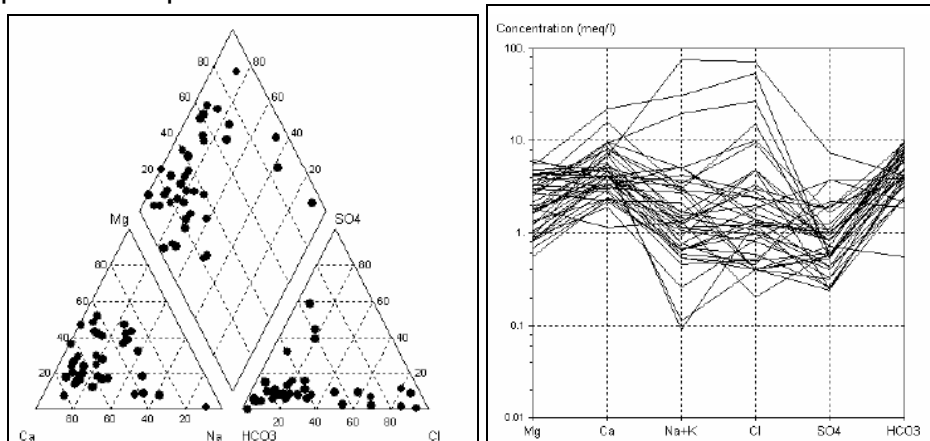 80 80
60 60
40 40
20 20
Mg SO4
80 80
60 60
40 40
20 20
80 60 40 20 20 40 60 80
Ca Na HCO3 Cl
Concentration (meq/l)
100.
10.
1.
0.1
0.01
Mg Ca Na+K Cl SO4 HCO3